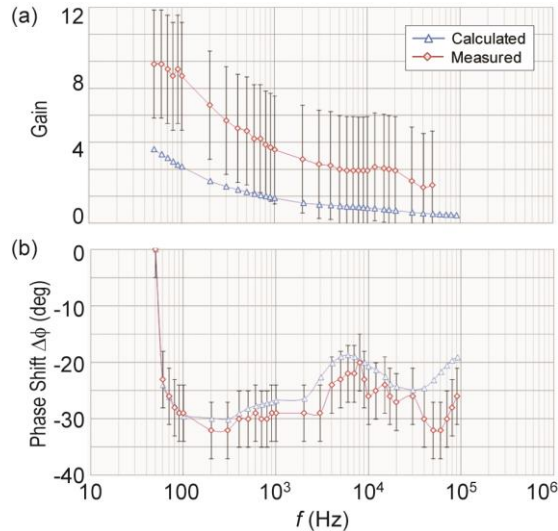 (a)
12
8
4
0
Gain
Calculated
Measured
(b)
0
-10
-20
-30
-40
Phase Shift Δϕ (deg)
10 100 10³ 10⁴ 10⁵ 10⁶
f (Hz)